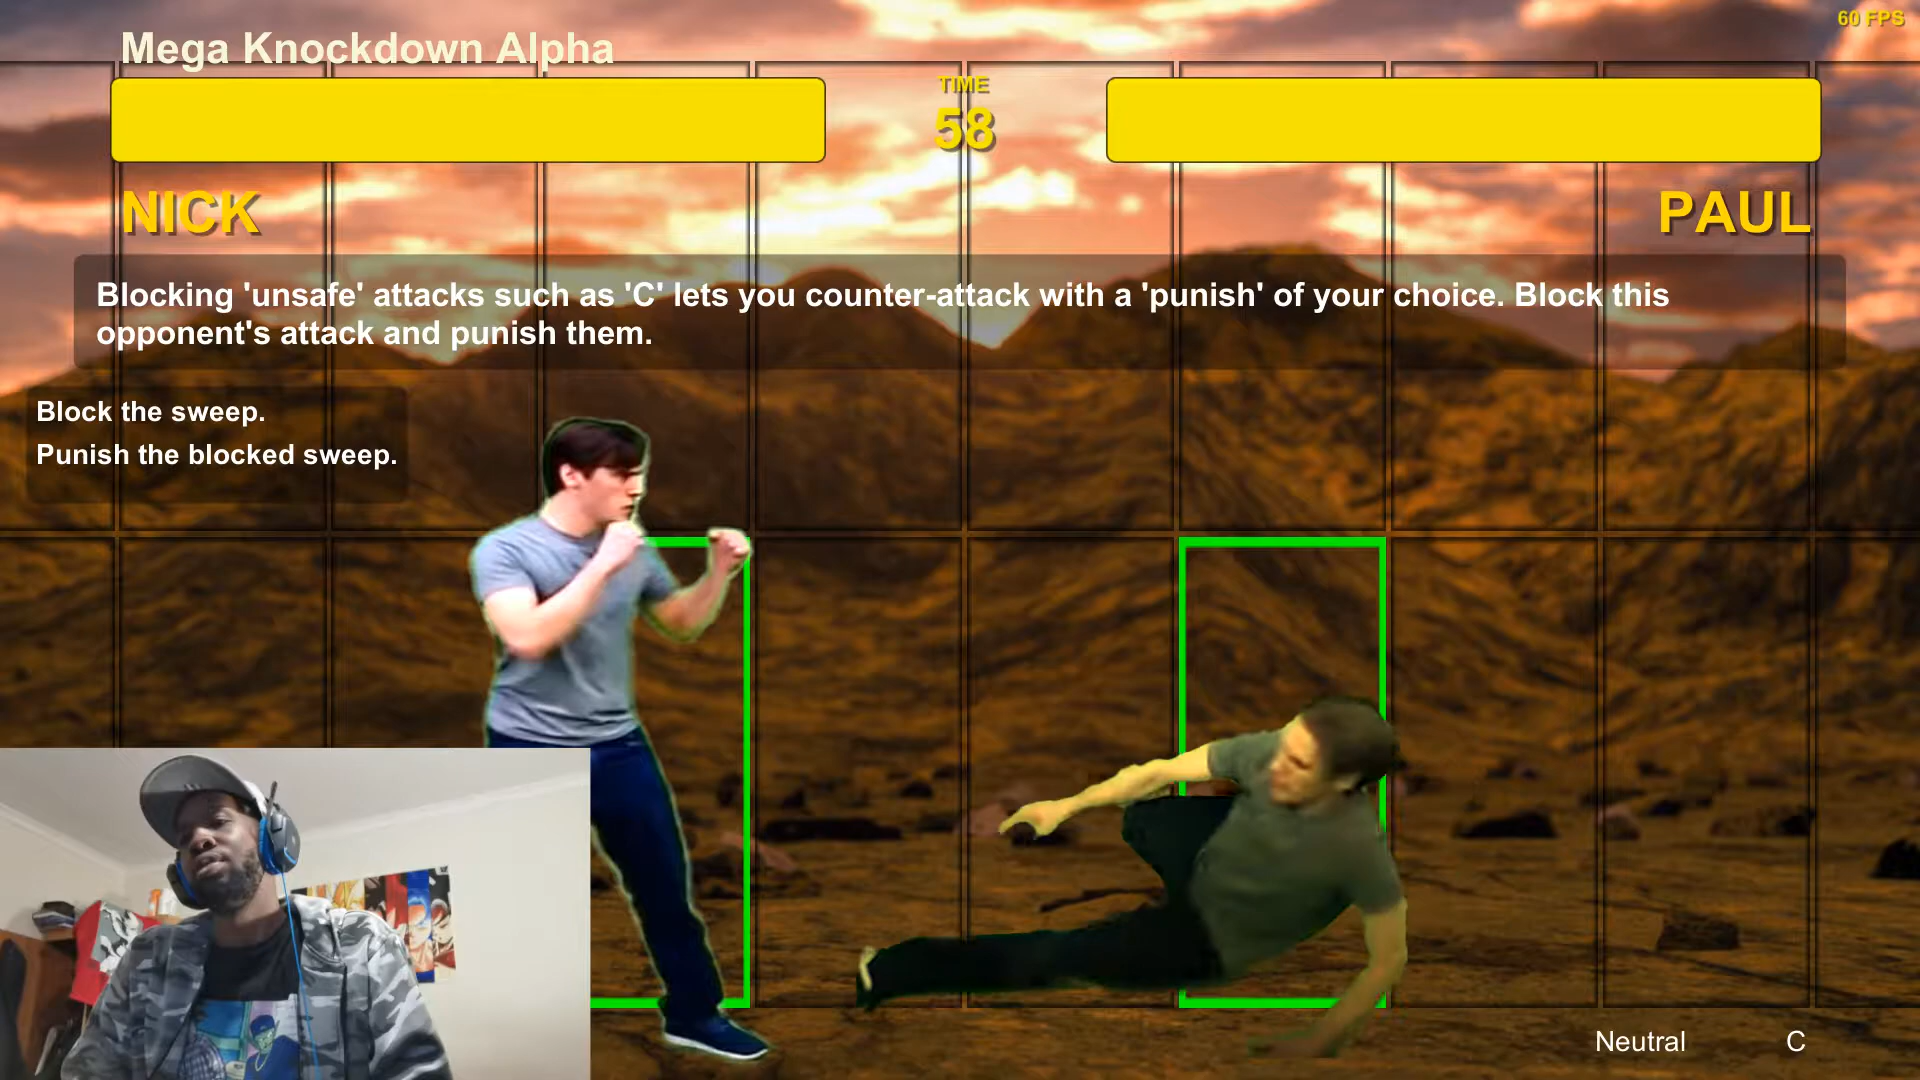 60 FPS
Mega Knockdown Alpha
TIME
58
NICK
PAUL
Blocking 'unsafe' attacks such as 'C' lets you counter-attack with a 'punish' of your choice. Block this
opponent's attack and punish them.
Block the sweep.
Punish the blocked sweep.
Neutral C